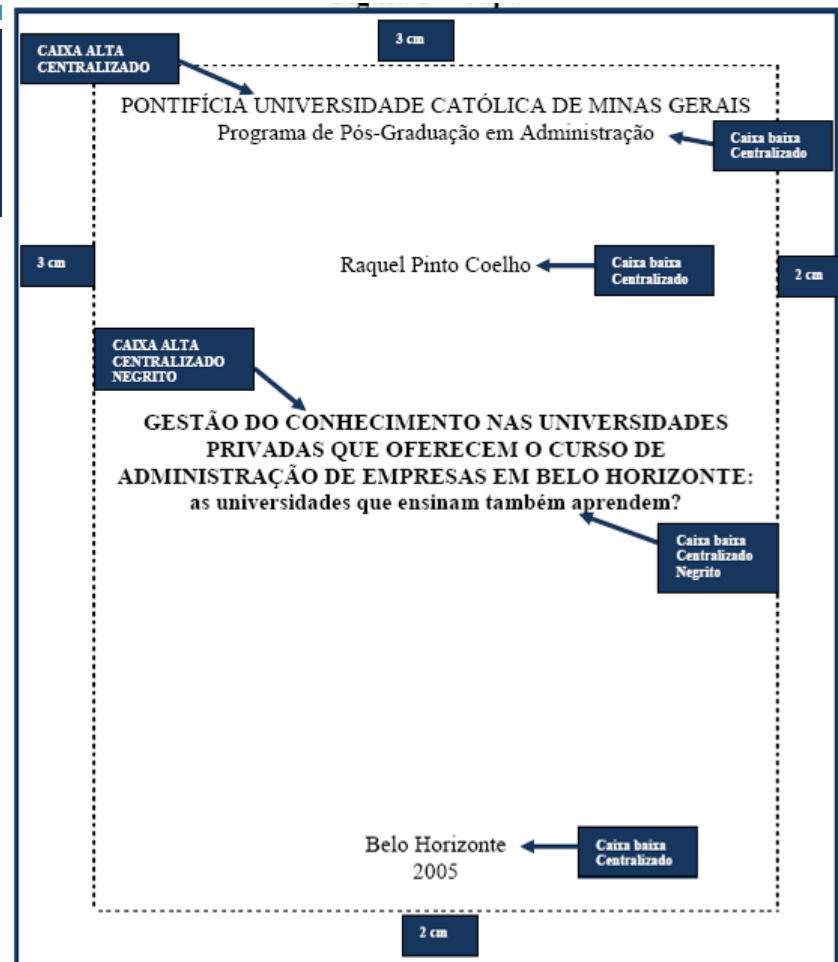 3 cm
CAIXA ALTA
CENTRALIZADO
PONTIFÍCIA UNIVERSIDADE CATÓLICA DE MINAS GERAIS
Programa de Pós-Graduação em Administração
Caixa baixa
Centralizado
3 cm
Raquel Pinto Coelho
Caixa baixa
Centralizado
2 cm
CAIXA ALTA
CENTRALIZADO
NEGRITO
GESTÃO DO CONHECIMENTO NAS UNIVERSIDADES
PRIVADAS QUE OFERECEM O CURSO DE
ADMINISTRAÇÃO DE EMPRESAS EM BELO HORIZONTE:
as universidades que ensinam também aprendem?
Caixa baixa
Centralizado
Negrito
Belo Horizonte
2005
Caixa baixa
Centralizado
2 cm